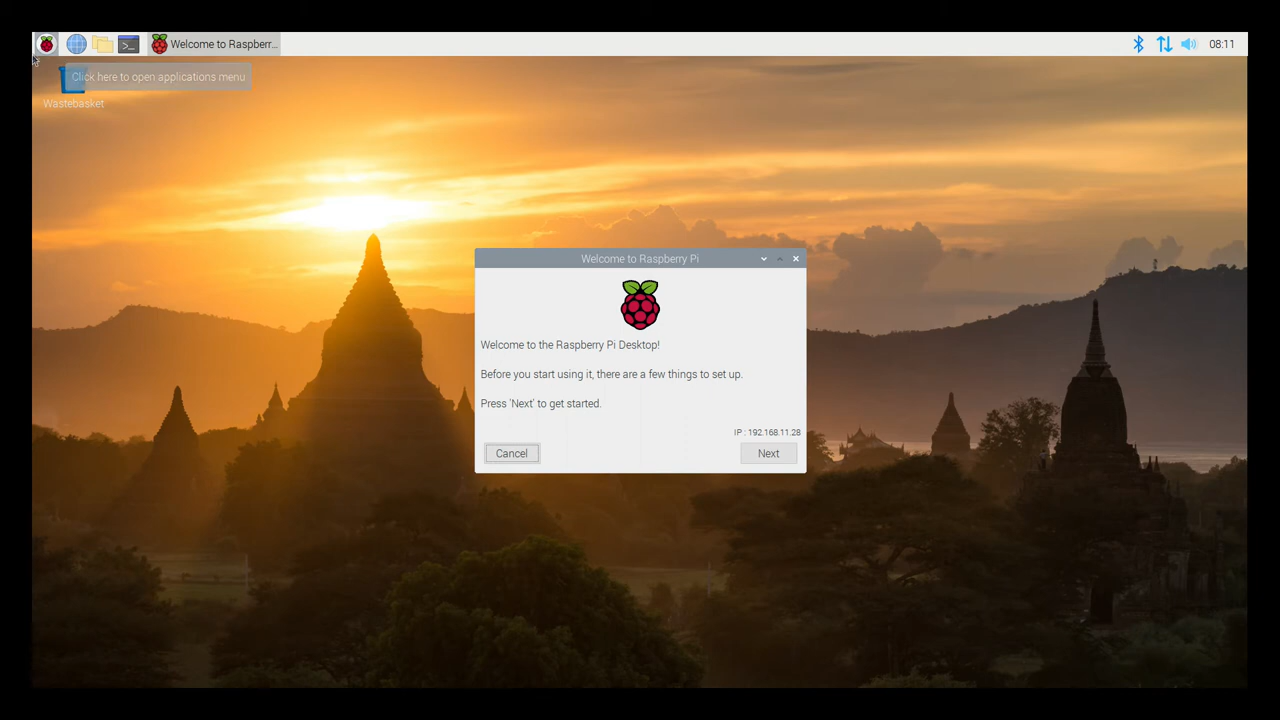 Welcome to Raspberr...
08:11
Click here to open applications menu
Wastebasket
Welcome to Raspberry Pi
Welcome to the Raspberry Pi Desktop!
Before you start using it, there are a few things to set up.
Press 'Next' to get started.
IP : 192.168.11.28
Cancel
Next